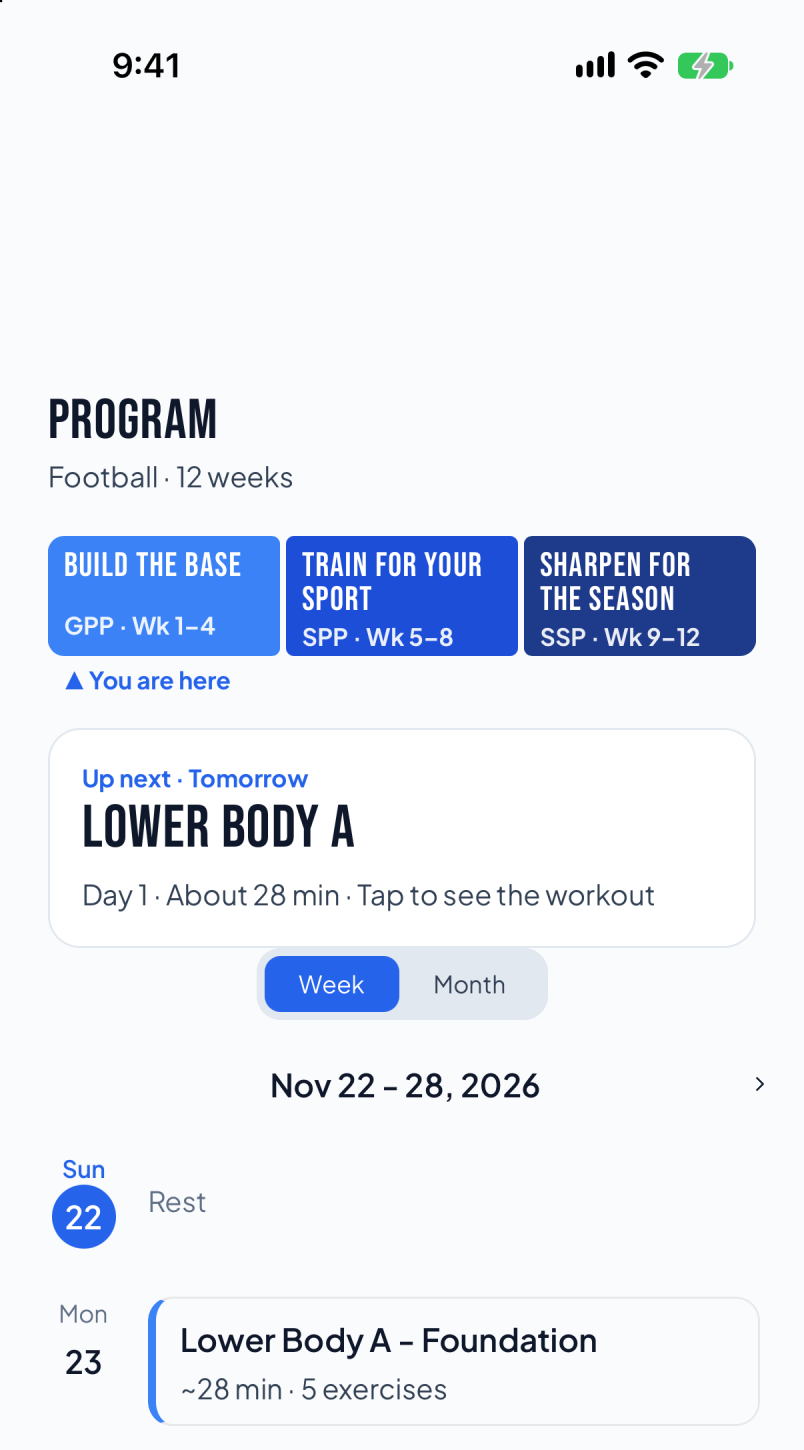 9:41
PROGRAM
Football · 12 weeks
BUILD THE BASE
GPP · Wk 1–4
TRAIN FOR YOUR
SPORT
SPP · Wk 5–8
SHARPEN FOR
THE SEASON
SSP · Wk 9–12
▲ You are here
Up next · Tomorrow
LOWER BODY A
Day 1 · About 28 min · Tap to see the workout
Week Month
Nov 22 – 28, 2026
Sun
22
Rest
Mon
23
Lower Body A – Foundation
~28 min · 5 exercises